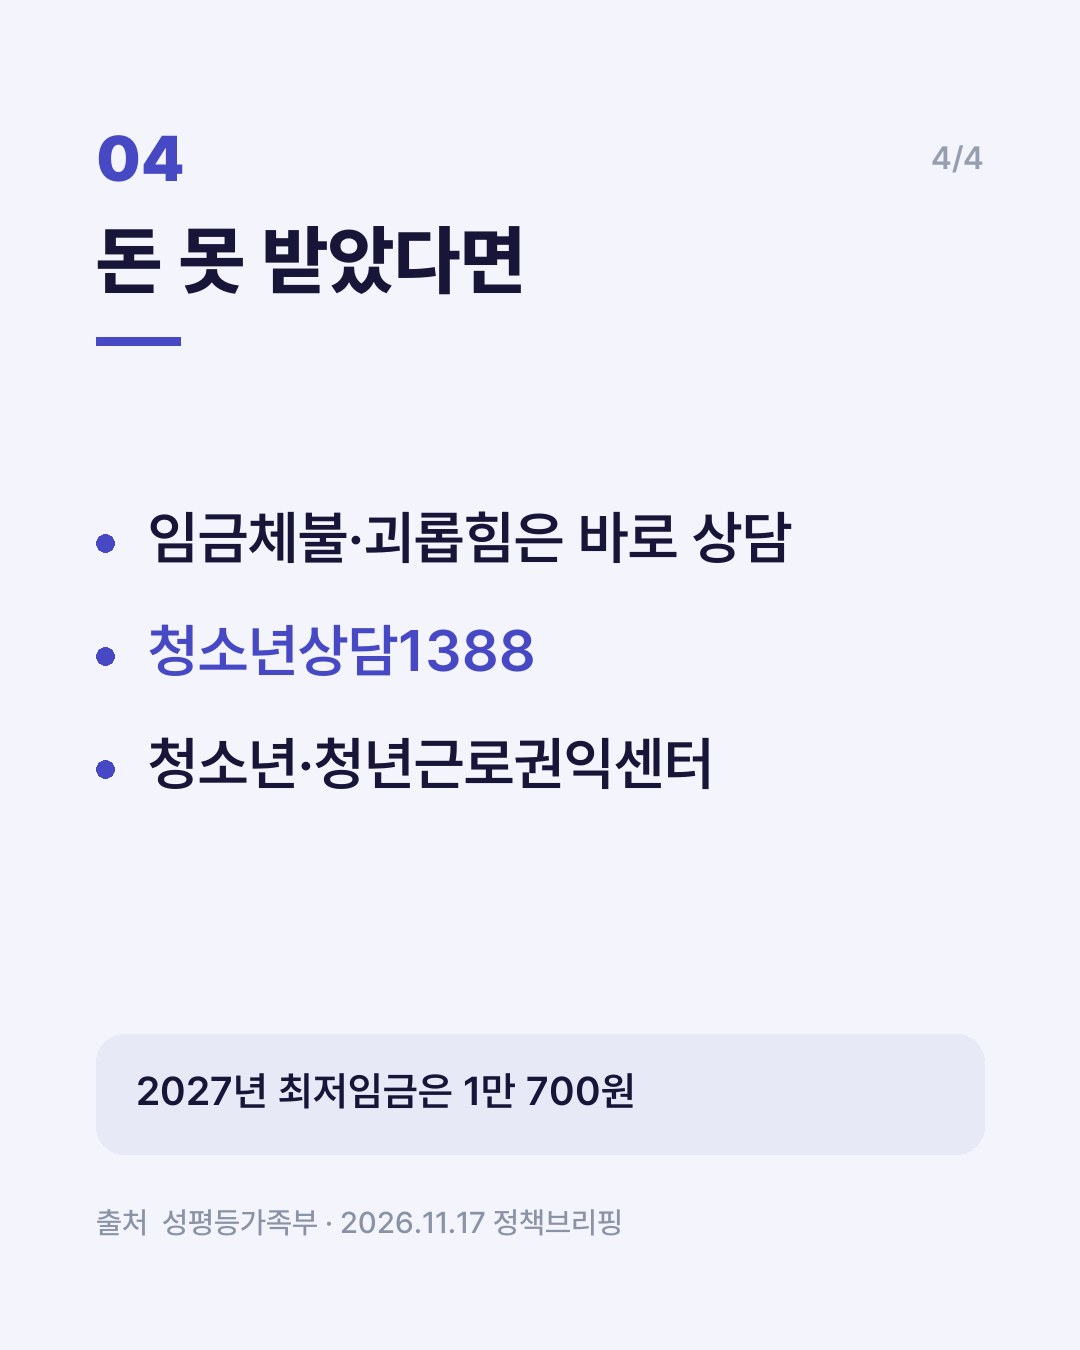 04
4/4
돈 못 받았다면
임금체불·괴롭힘은 바로 상담
청소년상담1388
청소년·청년근로권익센터
2027년 최저임금은 1만 700원
출처 성평등가족부 · 2026.11.17 정책브리핑